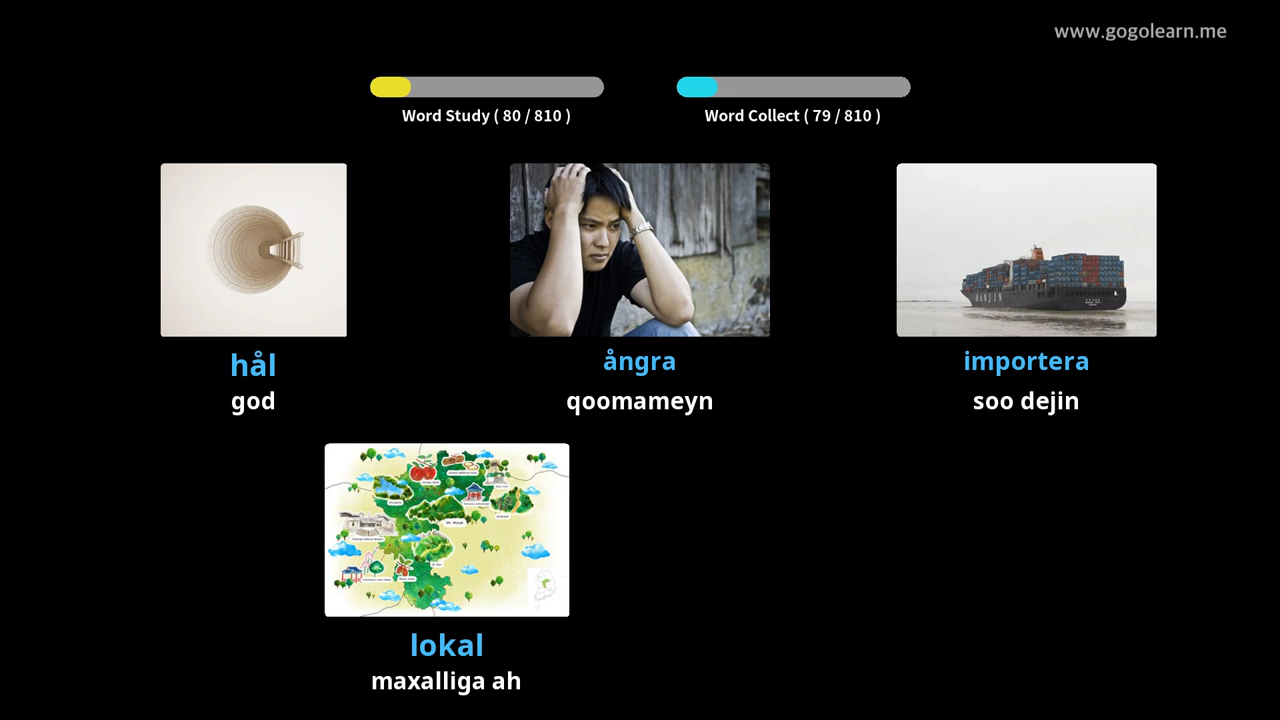 www.gogolearn.me
Word Study ( 80 / 810 )
Word Collect ( 79 / 810 )
HANJIN
hål
ångra
importera
god
qoomameyn
soo dejin
lokal
maxalliga ah